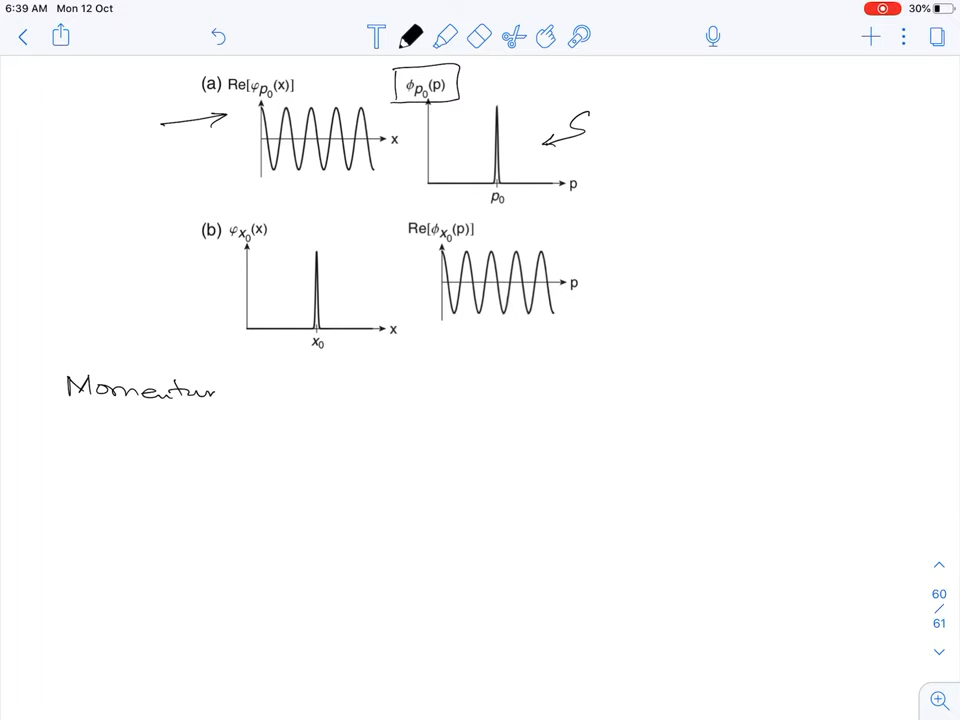 6:39 AM Mon 12 Oct
30%
(a) Re[φp₀(x)]
ϕp₀(p)
x
p
p₀
(b) φx₀(x)
Re[ϕx₀(p)]
p
x
x₀
Momentum
60
/
61